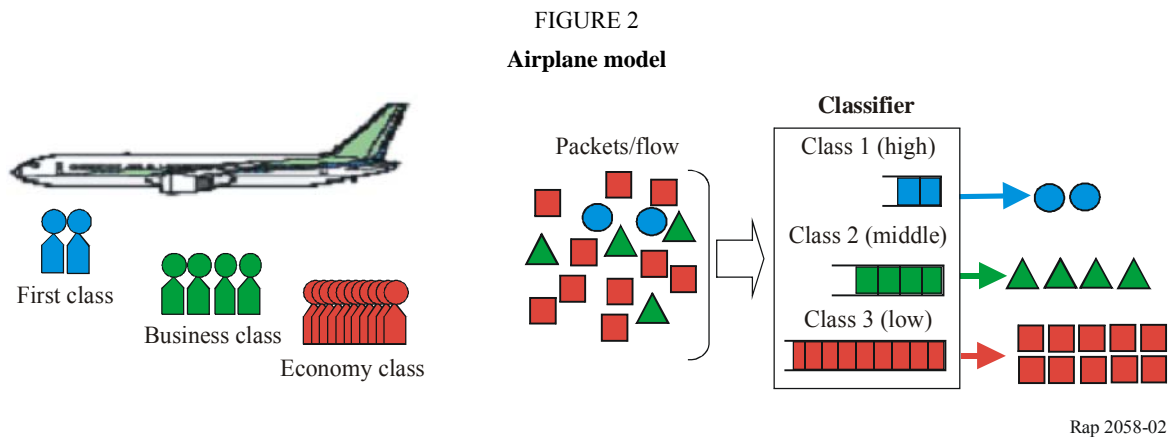 FIGURE 2
Airplane model
First class
Business class
Economy class
Packets/flow
Classifier
Class 1 (high)
Class 2 (middle)
Class 3 (low)
Rap 2058-02